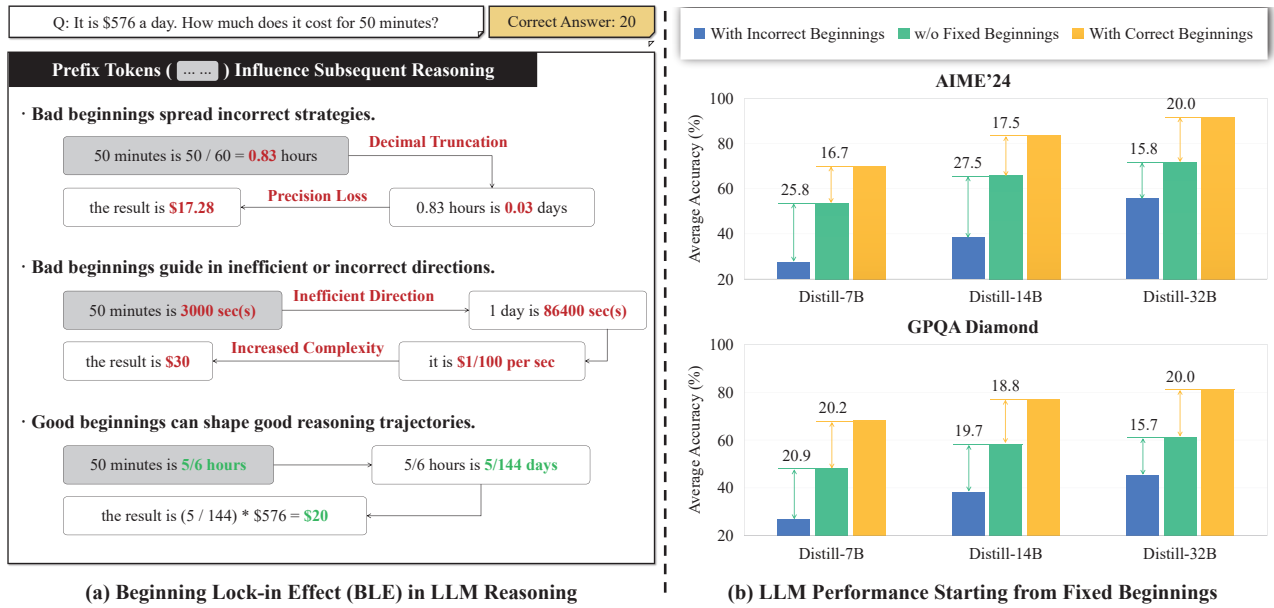 Q: It is $576 a day. How much does it cost for 50 minutes?
Correct Answer: 20
Prefix Tokens ( ... ... ) Influence Subsequent Reasoning
· Bad beginnings spread incorrect strategies.
50 minutes is 50 / 60 = 0.83 hours
Decimal Truncation
the result is $17.28
Precision Loss
0.83 hours is 0.03 days
· Bad beginnings guide in inefficient or incorrect directions.
50 minutes is 3000 sec(s)
Inefficient Direction
1 day is 86400 sec(s)
the result is $30
Increased Complexity
it is $1/100 per sec
· Good beginnings can shape good reasoning trajectories.
50 minutes is 5/6 hours
5/6 hours is 5/144 days
the result is (5 / 144) * $576 = $20
(a) Beginning Lock-in Effect (BLE) in LLM Reasoning
With Incorrect Beginnings
w/o Fixed Beginnings
With Correct Beginnings
AIME'24
Average Accuracy (%)
100
80
60
40
20
25.8
16.7
27.5
17.5
15.8
20.0
Distill-7B
Distill-14B
Distill-32B
GPQA Diamond
Average Accuracy (%)
100
80
60
40
20
20.9
20.2
19.7
18.8
15.7
20.0
Distill-7B
Distill-14B
Distill-32B
(b) LLM Performance Starting from Fixed Beginnings